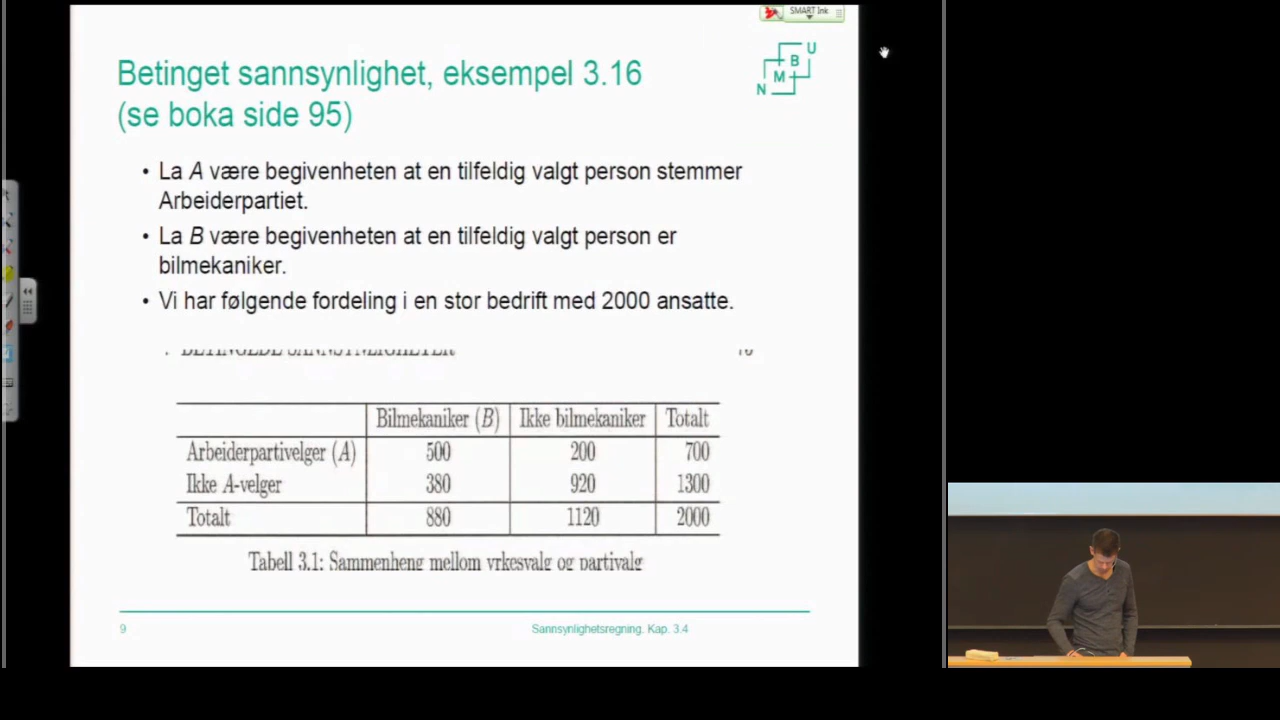 SMART Ink
Betinget sannsynlighet, eksempel 3.16
(se boka side 95)
N M B U
• La A være begivenheten at en tilfeldig valgt person stemmer
Arbeiderpartiet.
• La B være begivenheten at en tilfeldig valgt person er
bilmekaniker.
• Vi har følgende fordeling i en stor bedrift med 2000 ansatte.
BETINGEDE SANNSYNLIGHETER
Bilmekaniker (B) Ikke bilmekaniker Totalt
Arbeiderpartivelger (A) 500 200 700
Ikke A-velger 380 920 1300
Totalt 880 1120 2000
Tabell 3.1: Sammenheng mellom yrkesvalg og partivalg
9 Sannsynlighetsregning. Kap. 3.4